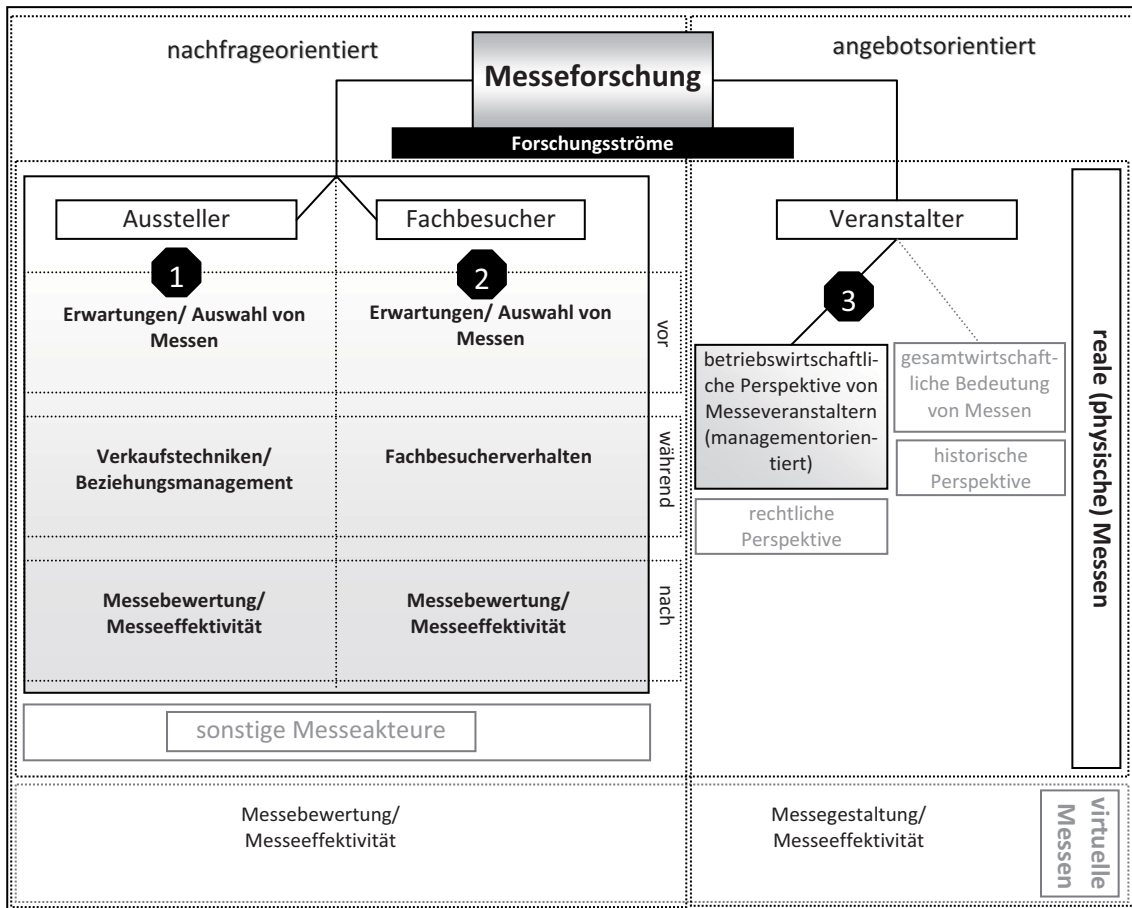 nachfrageorientiert
angebotsorientiert
Messeforschung
Forschungsströme
Aussteller
Fachbesucher
1
2
Erwartungen/ Auswahl von
Messen
Erwartungen/ Auswahl von
Messen
vor
Verkaufstechniken/
Beziehungsmanagement
Fachbesucherverhalten
während
Messebewertung/
Messeeffektivität
Messebewertung/
Messeeffektivität
nach
sonstige Messeakteure
Veranstalter
3
betriebswirtschaftli-
che Perspektive von
Messeveranstaltern
(managementorien-
tiert)
gesamtwirtschaft-
liche Bedeutung
von Messen
historische
Perspektive
rechtliche
Perspektive
reale (physische) Messen
Messebewertung/
Messeeffektivität
Messegestaltung/
Messeeffektivität
virtuelle
Messen